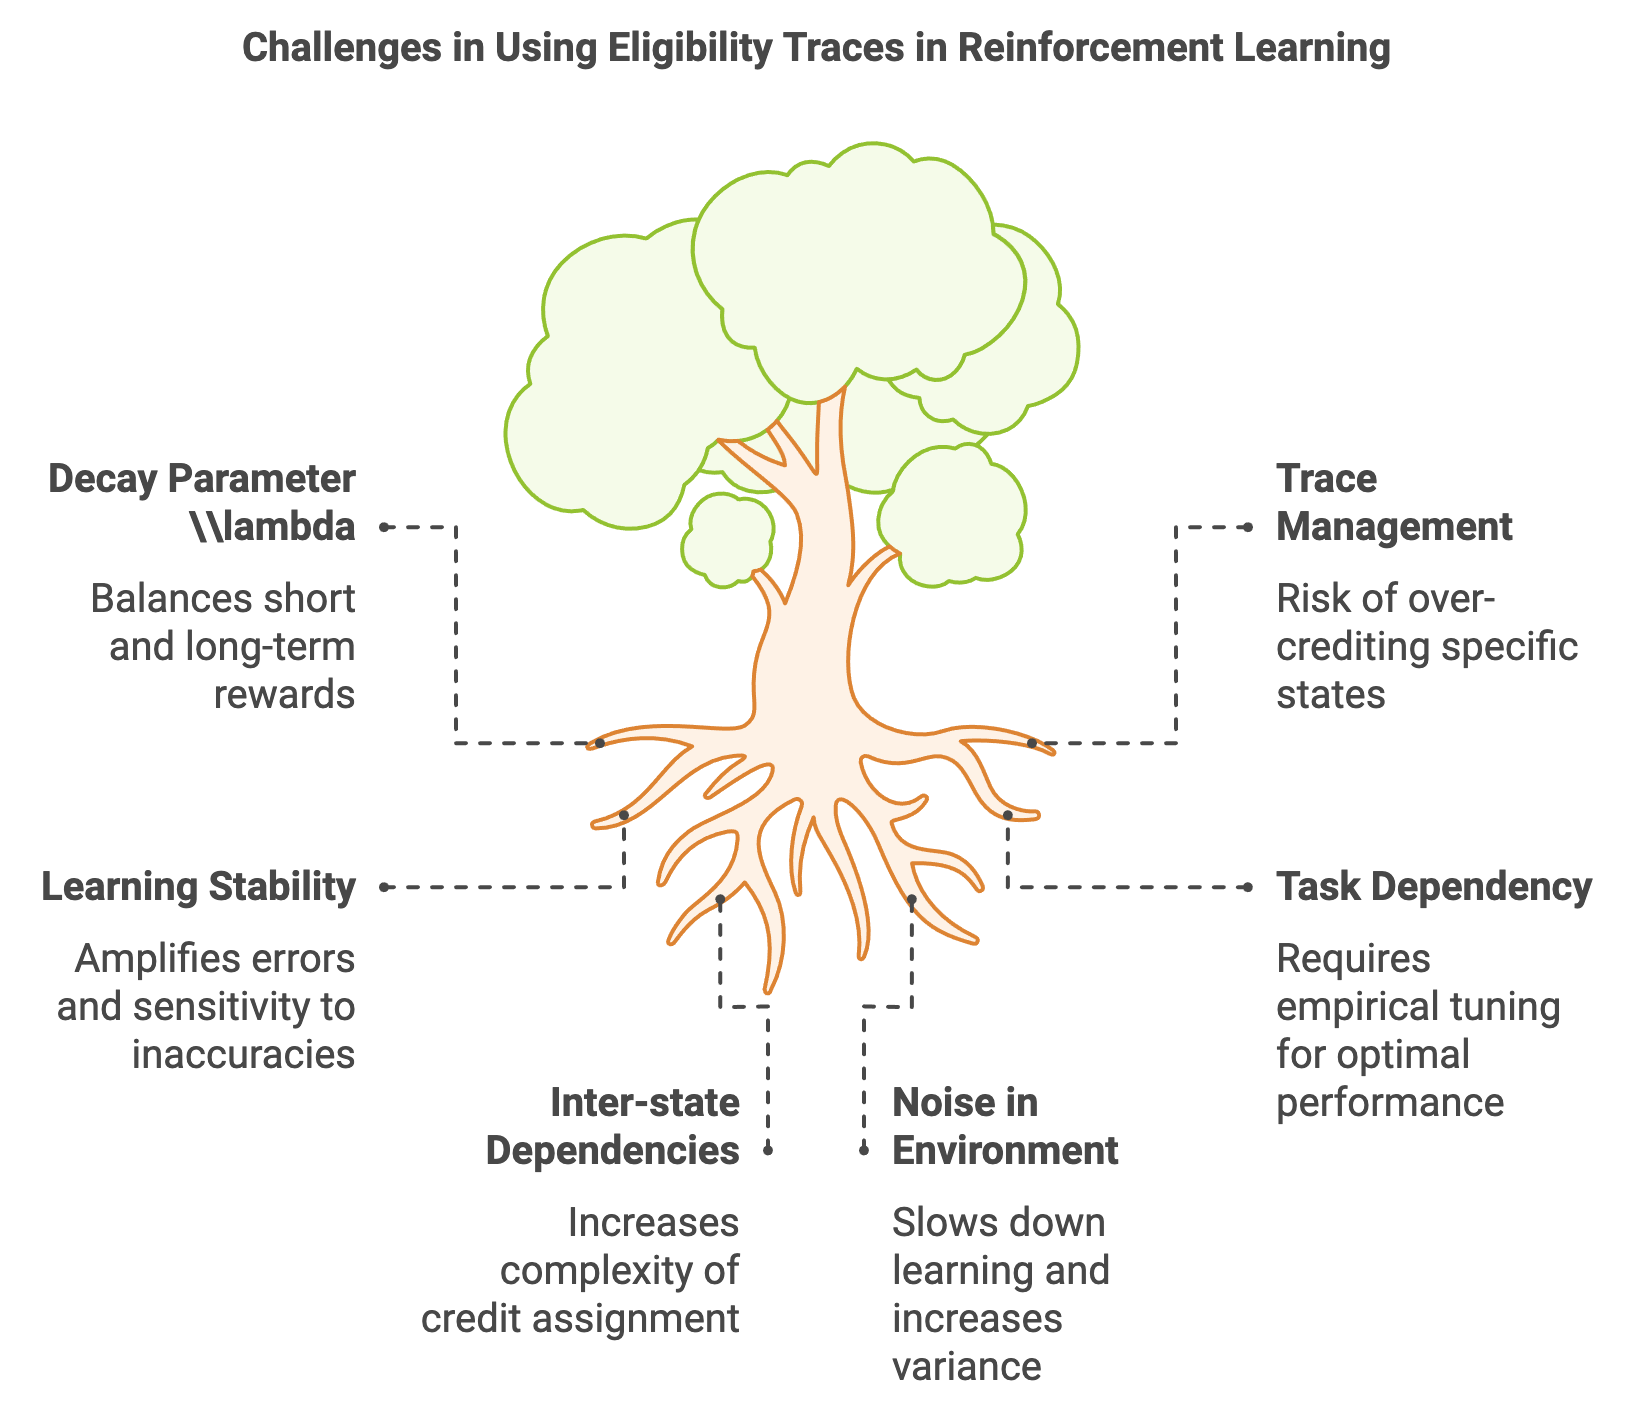 Challenges in Using Eligibility Traces in Reinforcement Learning
Decay Parameter
\\lambda
Balances short
and long-term
rewards
Trace
Management
Risk of over-
crediting specific
states
Learning Stability
Amplifies errors
and sensitivity to
inaccuracies
Task Dependency
Requires
empirical tuning
for optimal
performance
Inter-state
Dependencies
Increases
complexity of
credit assignment
Noise in
Environment
Slows down
learning and
increases
variance